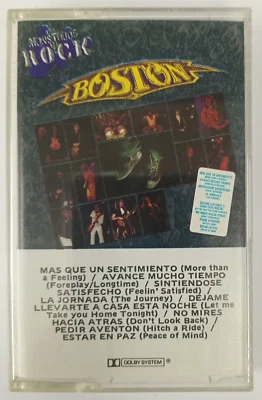 MONSTRUOS
ROCK
BOSTON
MAS QUE UN SENTIMIENTO (More than
a Feeling) / AVANCE MUCHO TIEMPO
(Foreplay/Longtime) / SINTIENDOSE
SATISFECHO (Feelin' Satisfied) /
LA JORNADA (The Journey) / DÉJAME
LLEVARTE A CASA ESTA NOCHE (Let me
Take you Home Tonight) / NO MIRES
HACIA ATRAS (Don't Look Back) /
PEDIR AVENTON (Hitch a Ride) /
ESTAR EN PAZ (Peace of Mind)
DOLBY SYSTEM